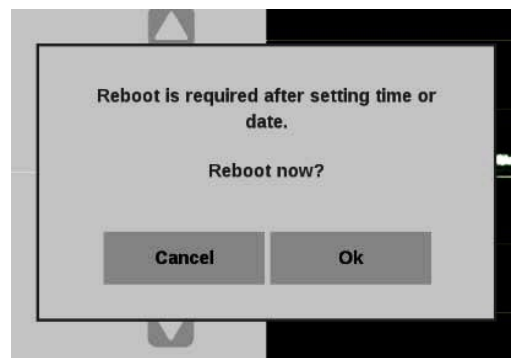 Reboot is required after setting time or
date.
Reboot now?
Cancel
Ok